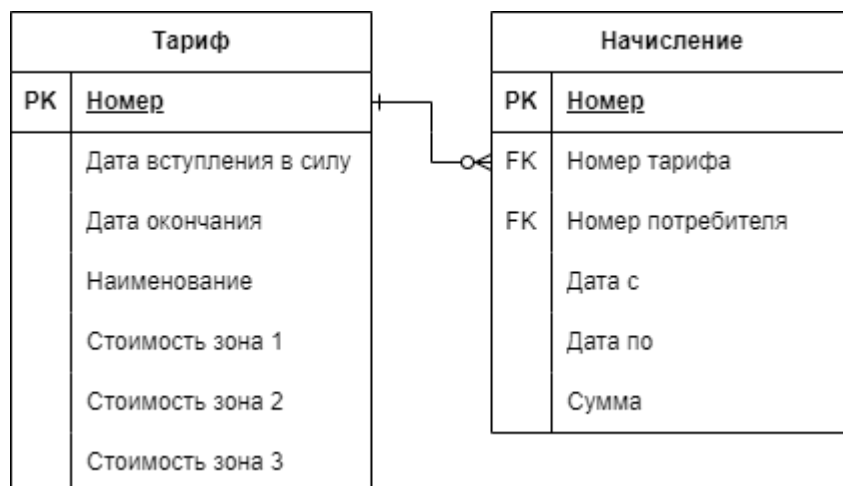 Тариф
PK Номер
Дата вступления в силу
Дата окончания
Наименование
Стоимость зона 1
Стоимость зона 2
Стоимость зона 3
Начисление
PK Номер
FK Номер тарифа
FK Номер потребителя
Дата с
Дата по
Сумма